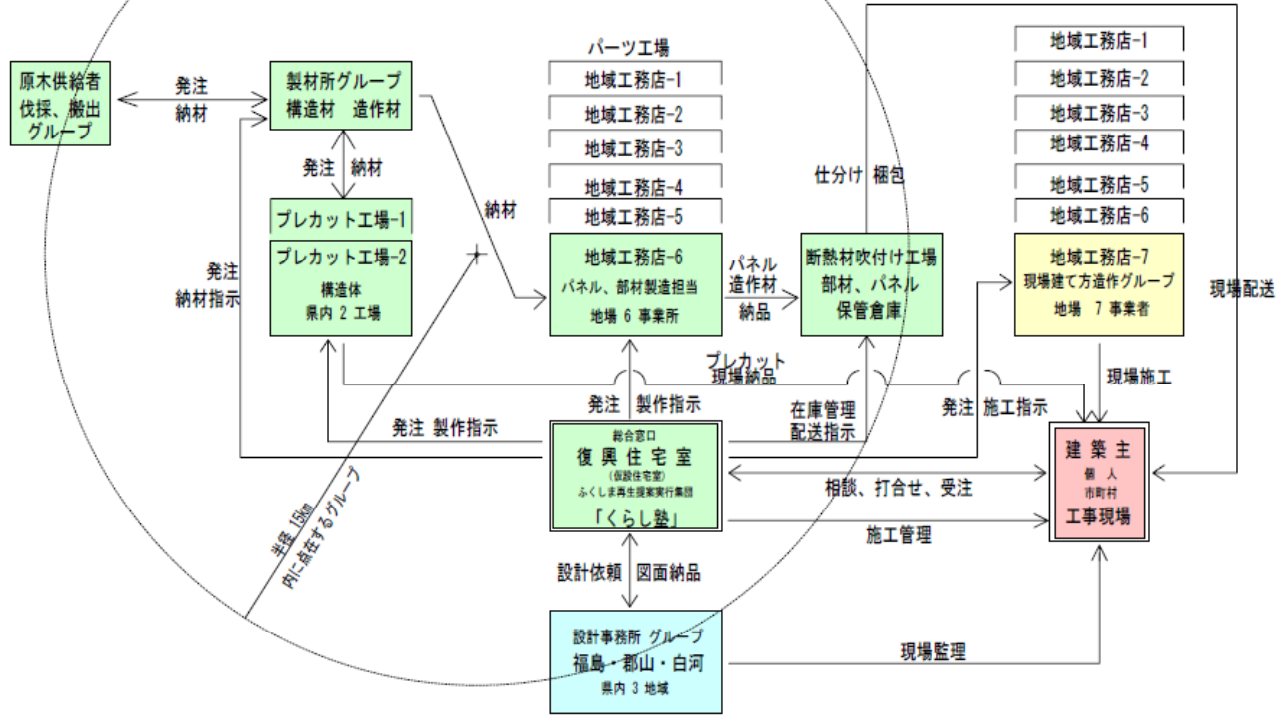 原木供給者
伐採、搬出
グループ
発注
納材
製材所グループ
構造材 造作材
発注 納材
プレカット工場-1
プレカット工場-2
構造体
県内 2 工場
発注
納材指示
納材
パーツ工場
地域工務店-1
地域工務店-2
地域工務店-3
地域工務店-4
地域工務店-5
地域工務店-6
パネル、部材製造担当
地場 6 事業所
パネル
造作材
納品
仕分け 梱包
断熱材吹付け工場
部材、パネル
保管倉庫
地域工務店-1
地域工務店-2
地域工務店-3
地域工務店-4
地域工務店-5
地域工務店-6
地域工務店-7
現場建て方造作グループ
地場 7 事業者
現場配送
プレカット
現場納品
現場施工
発注 製作指示
発注 製作指示
在庫管理
配送指示
発注 施工指示
総合窓口
復興住宅室
(仮設住宅室)
ふくしま再生提案実行集団
「くらし塾」
相談、打合せ、受注
施工管理
建築主
個人
市町村
工事現場
半径 15km
内に点在するグループ
設計依頼 図面納品
設計事務所 グループ
福島・郡山・白河
県内 3 地域
現場監理